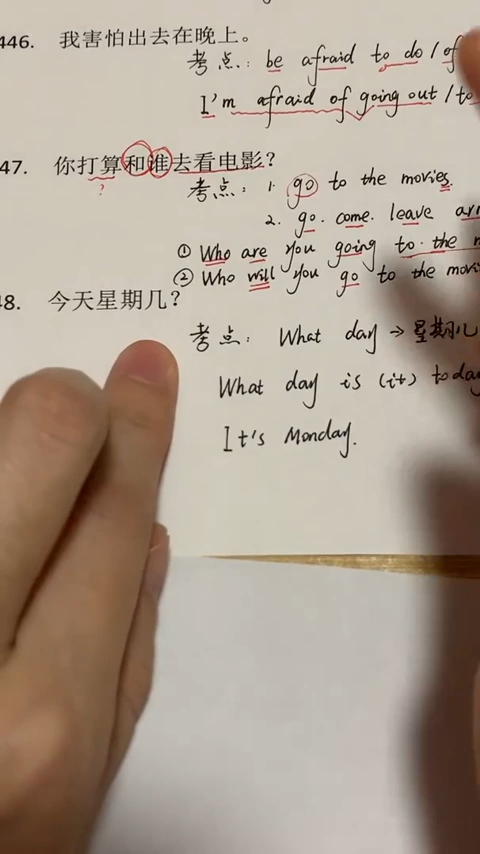 446. 我害怕出去在晚上。
考点: be afraid to do / of
I'm afraid of going out / to
47. 你打算和谁去看电影?
?
考点: 1. go to the movies.
2. go. come. leave arr
① Who are you going to the m
② Who will you go to the movi
8. 今天星期几?
考点: What day → 星期几
What day is (it) today
It's Monday.